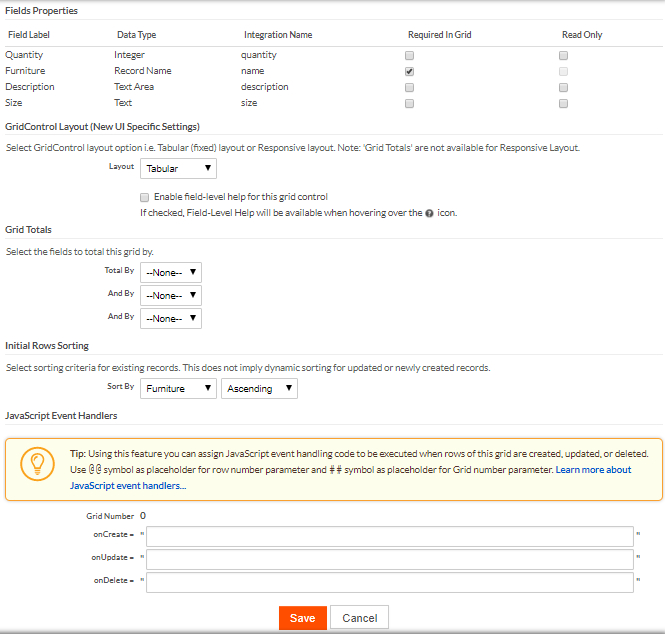 Fields Properties
Field Label Data Type Integration Name Required In Grid Read Only
Quantity Integer quantity
Furniture Record Name name
Description Text Area description
Size Text size
GridControl Layout (New UI Specific Settings)
Select GridControl layout option i.e. Tabular (fixed) layout or Responsive layout. Note: 'Grid Totals' are not available for Responsive Layout.
Layout Tabular
Enable field-level help for this grid control
If checked, Field-Level Help will be available when hovering over the ? icon.
Grid Totals
Select the fields to total this grid by.
Total By --None--
And By --None--
And By --None--
Initial Rows Sorting
Select sorting criteria for existing records. This does not imply dynamic sorting for updated or newly created records.
Sort By Furniture Ascending
JavaScript Event Handlers
Tip: Using this feature you can assign JavaScript event handling code to be executed when rows of this grid are created, updated, or deleted.
Use @@ symbol as placeholder for row number parameter and ## symbol as placeholder for Grid number parameter. Learn more about
JavaScript event handlers...
Grid Number 0
onCreate = " "
onUpdate = " "
onDelete = " "
Save Cancel